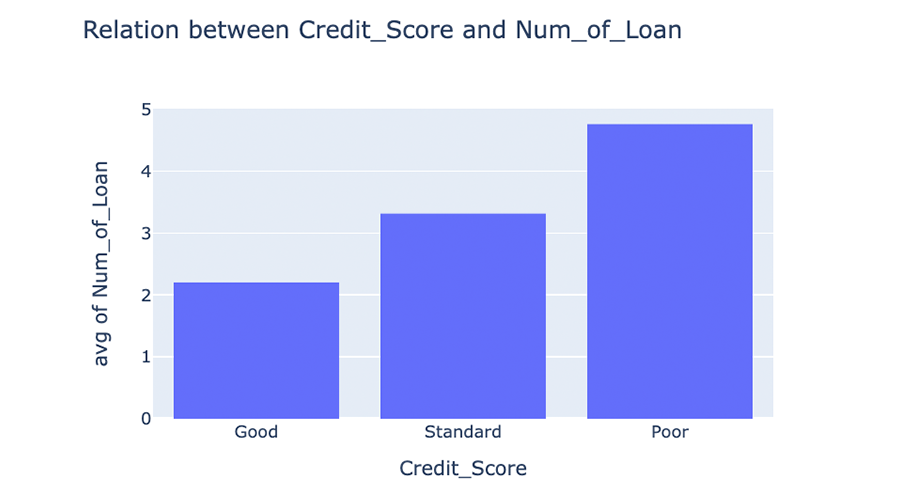 Relation between Credit_Score and Num_of_Loan
avg of Num_of_Loan
5
4
3
2
1
0
Good Standard Poor
Credit_Score